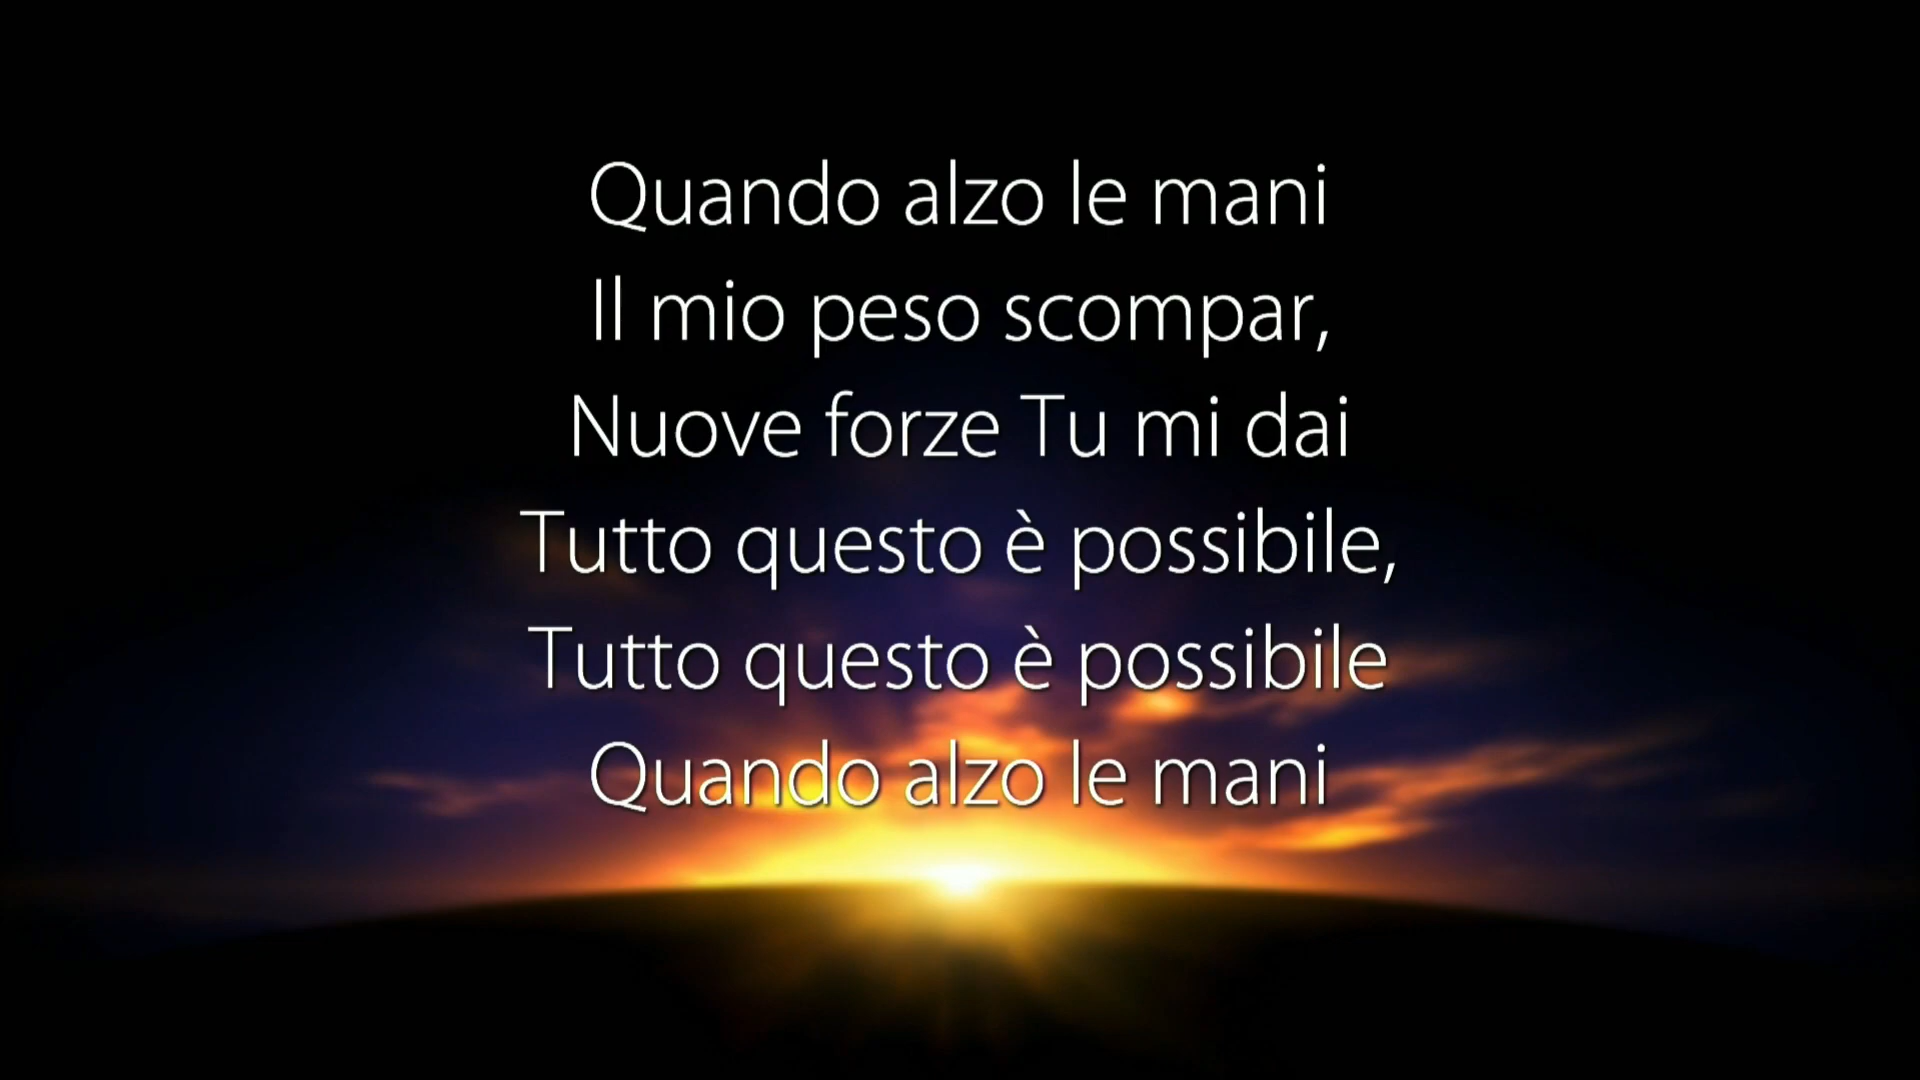 Quando alzo le mani
Il mio peso scompar,
Nuove forze Tu mi dai
Tutto questo è possibile,
Tutto questo è possibile
Quando alzo le mani